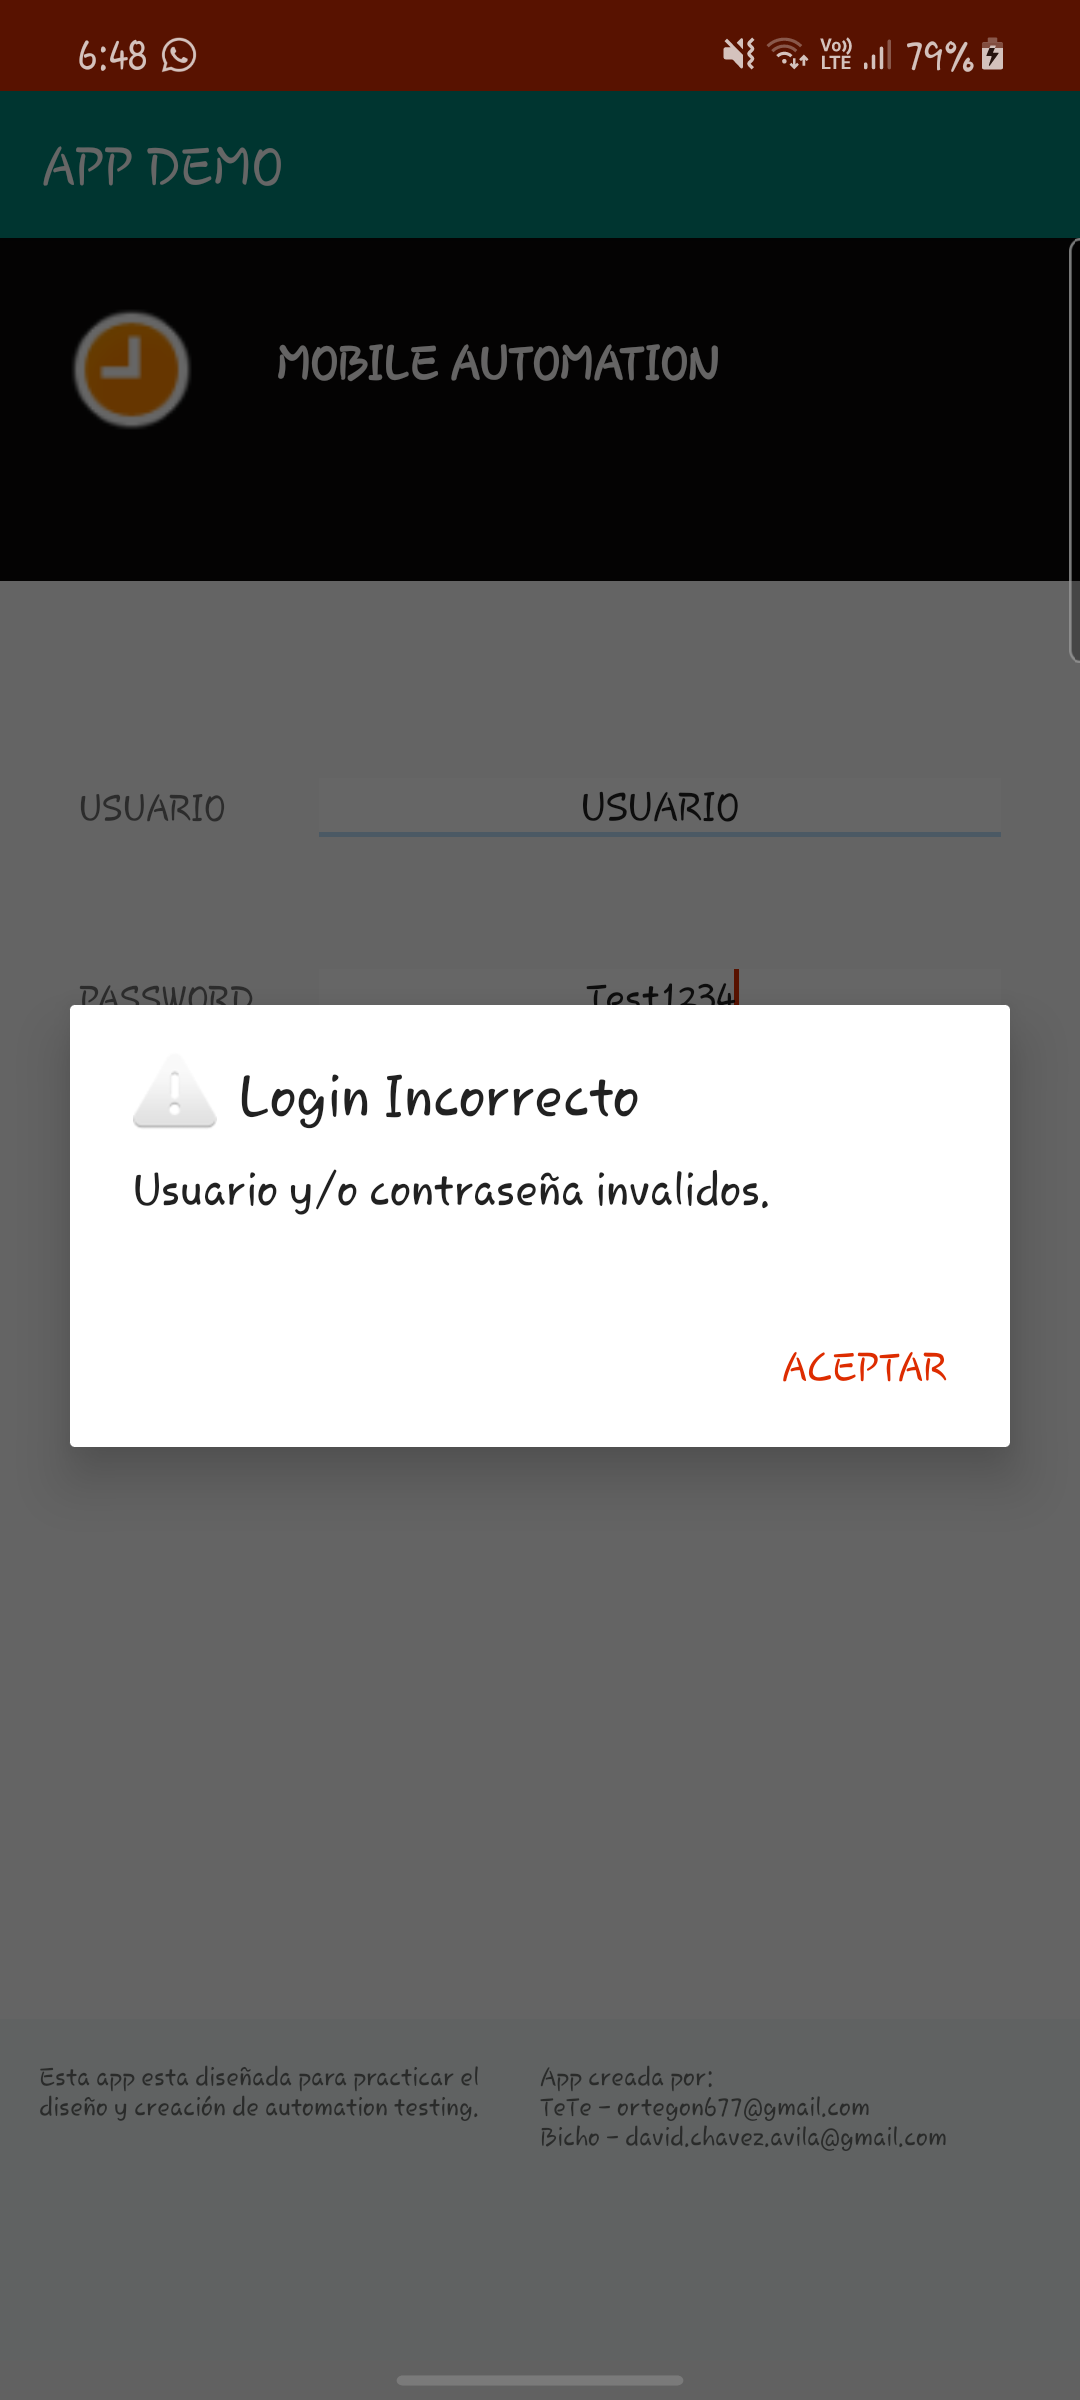 6:48
Vo)) LTE 79%
APP DEMO
MOBILE AUTOMATION
USUARIO USUARIO
PASSWORD Test1234
Login Incorrecto
Usuario y/o contraseña invalidos.
ACEPTAR
Esta app esta diseñada para practicar el
diseño y creación de automation testing.
App creada por:
TeTe - ortegon677@gmail.com
Bicho - david.chavez.avila@gmail.com